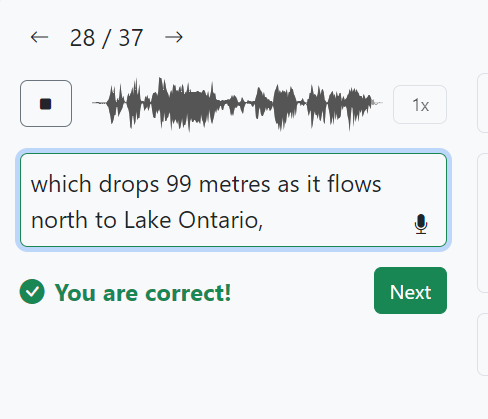 28 / 37
1x
which drops 99 metres as it flows
north to Lake Ontario,
You are correct!
Next